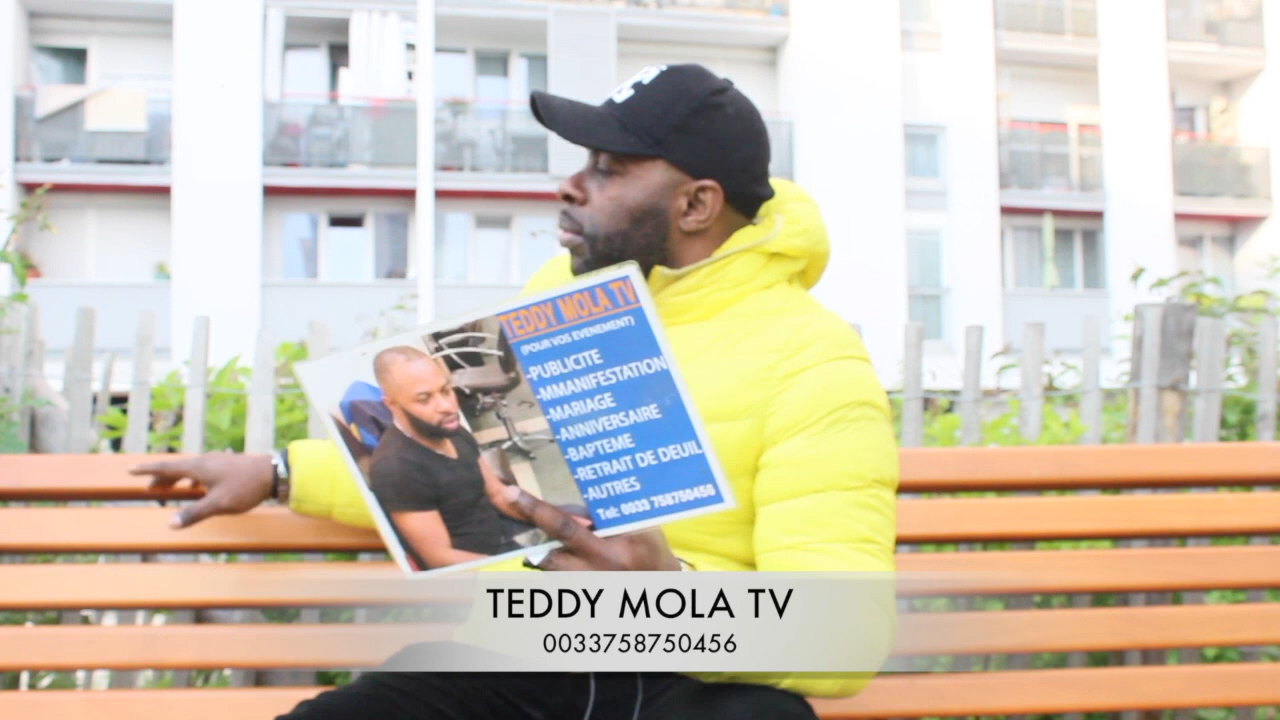 TEDDY MOLA TV
(POUR VOS EVENEMENT)
-PUBLICITE
-MMANIFESTATION
-MARIAGE
-ANNIVERSAIRE
-BAPTEME
-RETRAIT DE DEUIL
-AUTRES
Tel: 0033 758750456
TEDDY MOLA TV
0033758750456